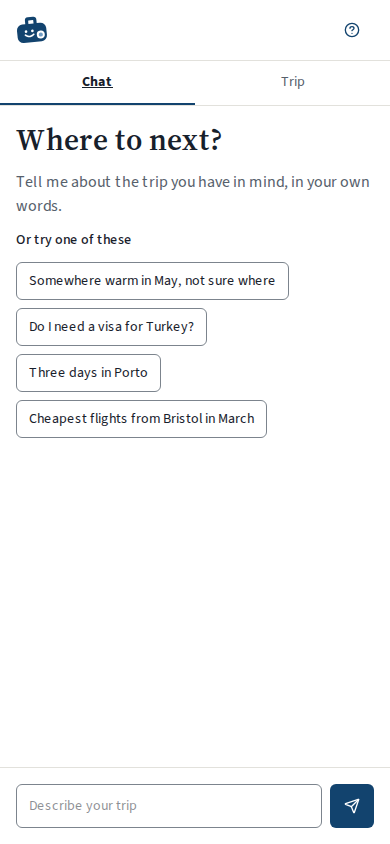 Chat
Trip
Where to next?
Tell me about the trip you have in mind, in your own
words.
Or try one of these
Somewhere warm in May, not sure where
Do I need a visa for Turkey?
Three days in Porto
Cheapest flights from Bristol in March
Describe your trip